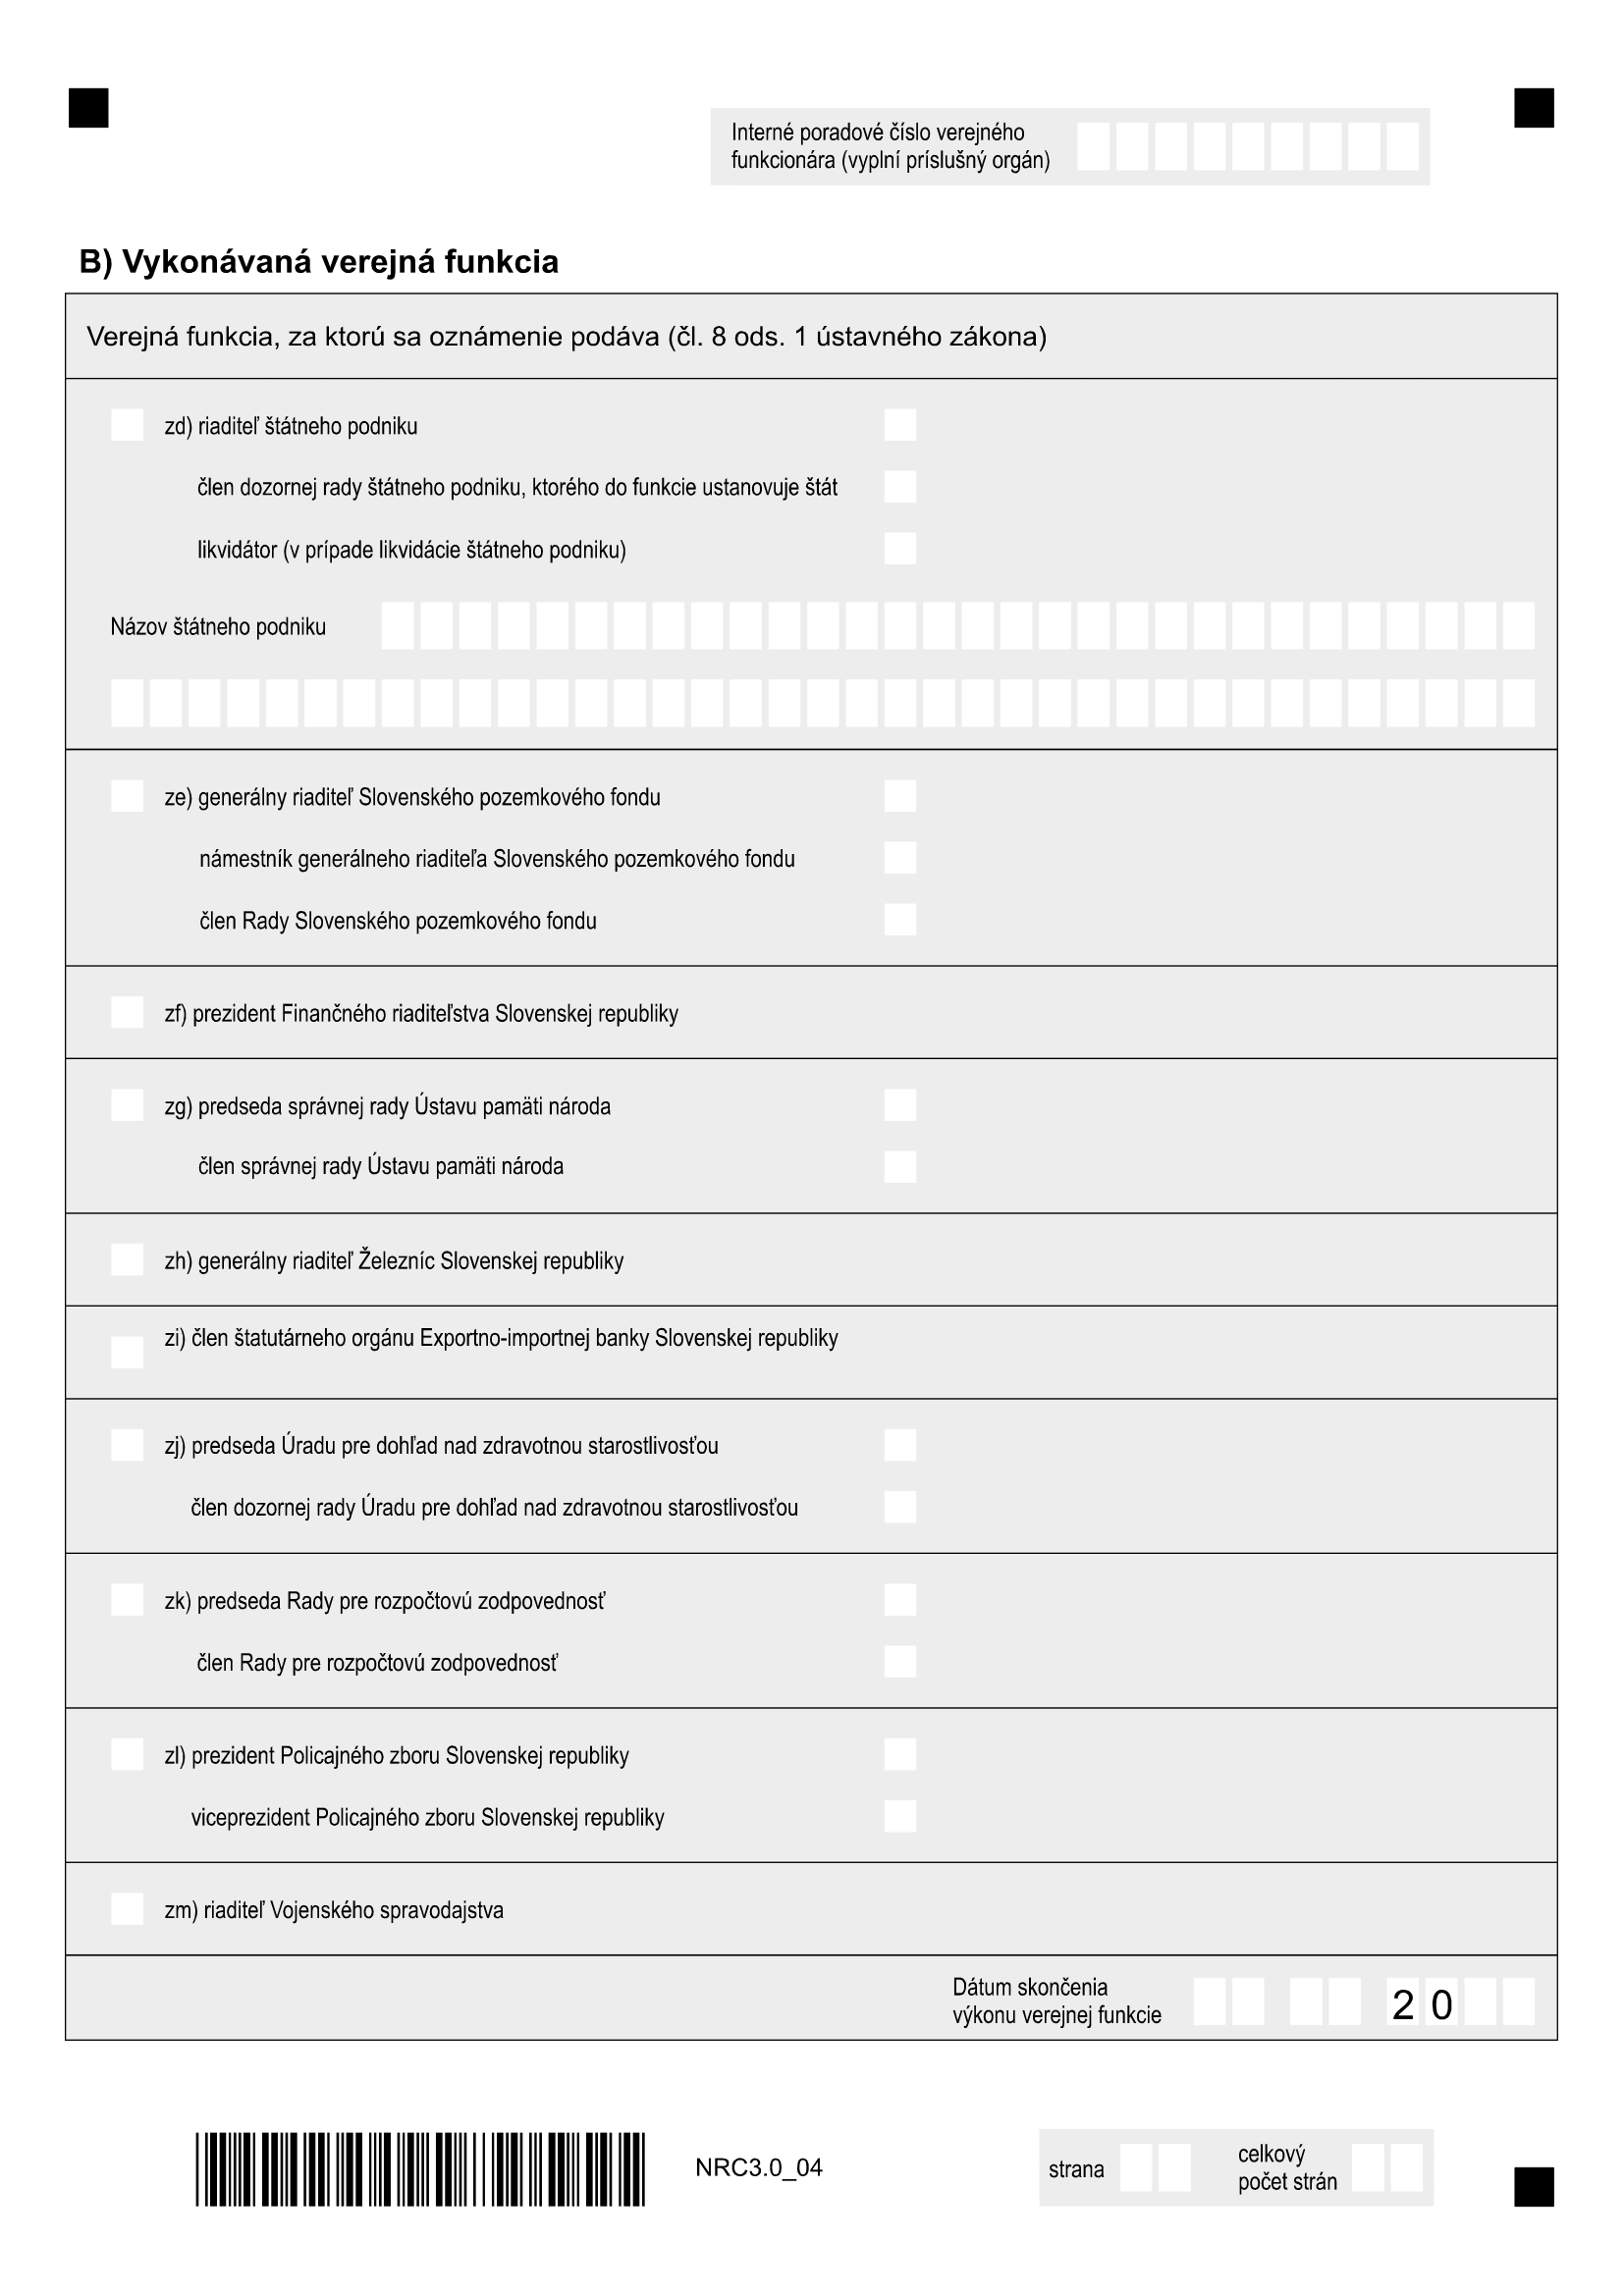 Interné poradové číslo verejného
funkcionára (vyplní príslušný orgán)
B) Vykonávaná verejná funkcia
Verejná funkcia, za ktorú sa oznámenie podáva (čl. 8 ods. 1 ústavného zákona)
zd) riaditeľ štátneho podniku
člen dozornej rady štátneho podniku, ktorého do funkcie ustanovuje štát
likvidátor (v prípade likvidácie štátneho podniku)
Názov štátneho podniku
ze) generálny riaditeľ Slovenského pozemkového fondu
námestník generálneho riaditeľa Slovenského pozemkového fondu
člen Rady Slovenského pozemkového fondu
zf) prezident Finančného riaditeľstva Slovenskej republiky
zg) predseda správnej rady Ústavu pamäti národa
člen správnej rady Ústavu pamäti národa
zh) generálny riaditeľ Železníc Slovenskej republiky
zi) člen štatutárneho orgánu Exportno-importnej banky Slovenskej republiky
zj) predseda Úradu pre dohľad nad zdravotnou starostlivosťou
člen dozornej rady Úradu pre dohľad nad zdravotnou starostlivosťou
zk) predseda Rady pre rozpočtovú zodpovednosť
člen Rady pre rozpočtovú zodpovednosť
zl) prezident Policajného zboru Slovenskej republiky
viceprezident Policajného zboru Slovenskej republiky
zm) riaditeľ Vojenského spravodajstva
Dátum skončenia
výkonu verejnej funkcie 2 0
NRC3.0_04
strana
celkový
počet strán